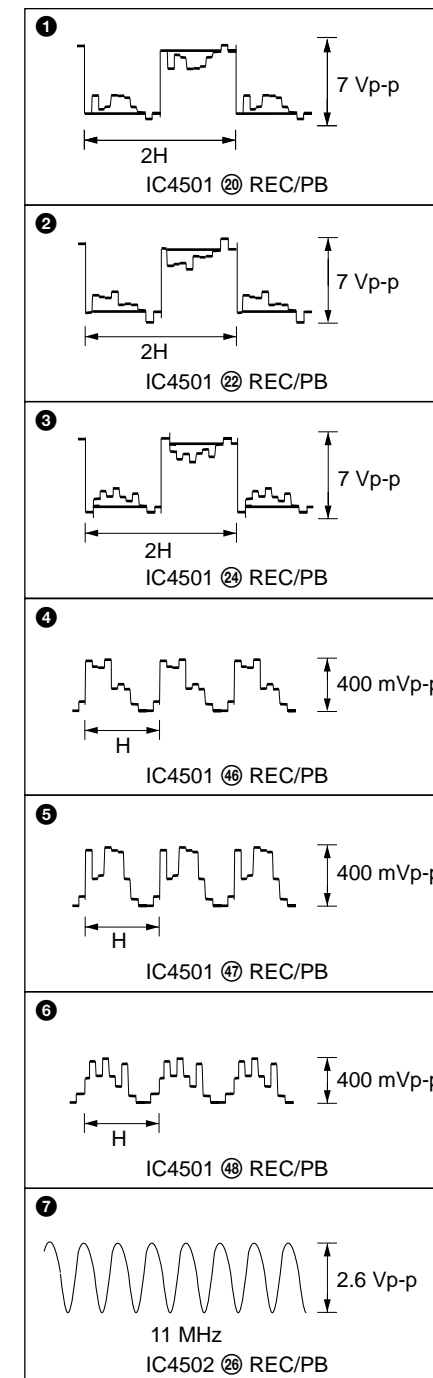 ❶
7 Vp-p
2H
IC4501 ⑳ REC/PB
❷
7 Vp-p
2H
IC4501 ㉒ REC/PB
❸
7 Vp-p
2H
IC4501 ㉔ REC/PB
❹
400 mVp-p
H
IC4501 ㊻ REC/PB
❺
400 mVp-p
H
IC4501 ㊼ REC/PB
❻
400 mVp-p
H
IC4501 ㊽ REC/PB
❼
2.6 Vp-p
11 MHz
IC4502 ㉖ REC/PB